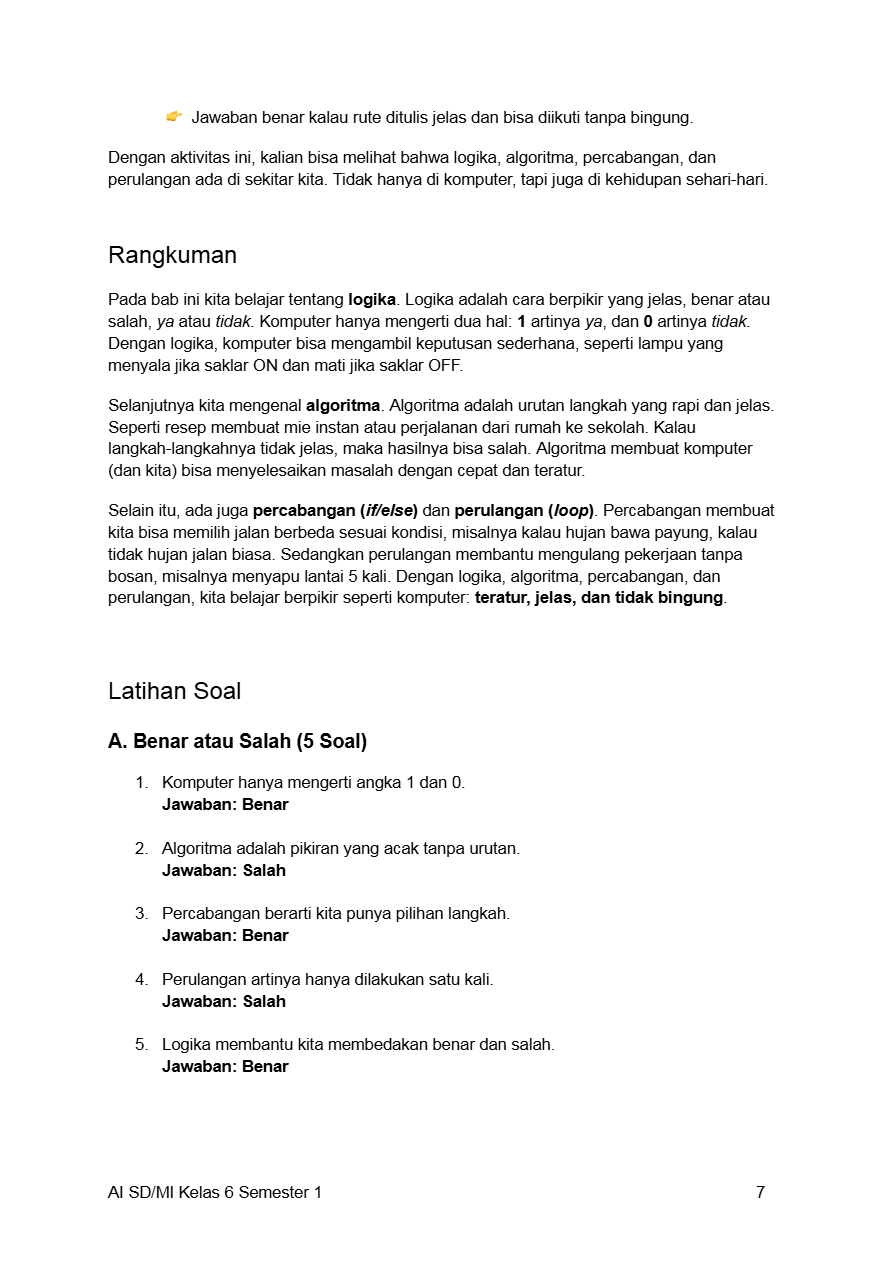 👉 Jawaban benar kalau rute ditulis jelas dan bisa diikuti tanpa bingung.
Dengan aktivitas ini, kalian bisa melihat bahwa logika, algoritma, percabangan, dan
perulangan ada di sekitar kita. Tidak hanya di komputer, tapi juga di kehidupan sehari-hari.
Rangkuman
Pada bab ini kita belajar tentang logika. Logika adalah cara berpikir yang jelas, benar atau
salah, ya atau tidak. Komputer hanya mengerti dua hal: 1 artinya ya, dan 0 artinya tidak.
Dengan logika, komputer bisa mengambil keputusan sederhana, seperti lampu yang
menyala jika saklar ON dan mati jika saklar OFF.
Selanjutnya kita mengenal algoritma. Algoritma adalah urutan langkah yang rapi dan jelas.
Seperti resep membuat mie instan atau perjalanan dari rumah ke sekolah. Kalau
langkah-langkahnya tidak jelas, maka hasilnya bisa salah. Algoritma membuat komputer
(dan kita) bisa menyelesaikan masalah dengan cepat dan teratur.
Selain itu, ada juga percabangan (if/else) dan perulangan (loop). Percabangan membuat
kita bisa memilih jalan berbeda sesuai kondisi, misalnya kalau hujan bawa payung, kalau
tidak hujan jalan biasa. Sedangkan perulangan membantu mengulang pekerjaan tanpa
bosan, misalnya menyapu lantai 5 kali. Dengan logika, algoritma, percabangan, dan
perulangan, kita belajar berpikir seperti komputer: teratur, jelas, dan tidak bingung.
Latihan Soal
A. Benar atau Salah (5 Soal)
1. Komputer hanya mengerti angka 1 dan 0.
Jawaban: Benar
2. Algoritma adalah pikiran yang acak tanpa urutan.
Jawaban: Salah
3. Percabangan berarti kita punya pilihan langkah.
Jawaban: Benar
4. Perulangan artinya hanya dilakukan satu kali.
Jawaban: Salah
5. Logika membantu kita membedakan benar dan salah.
Jawaban: Benar
AI SD/MI Kelas 6 Semester 1 7